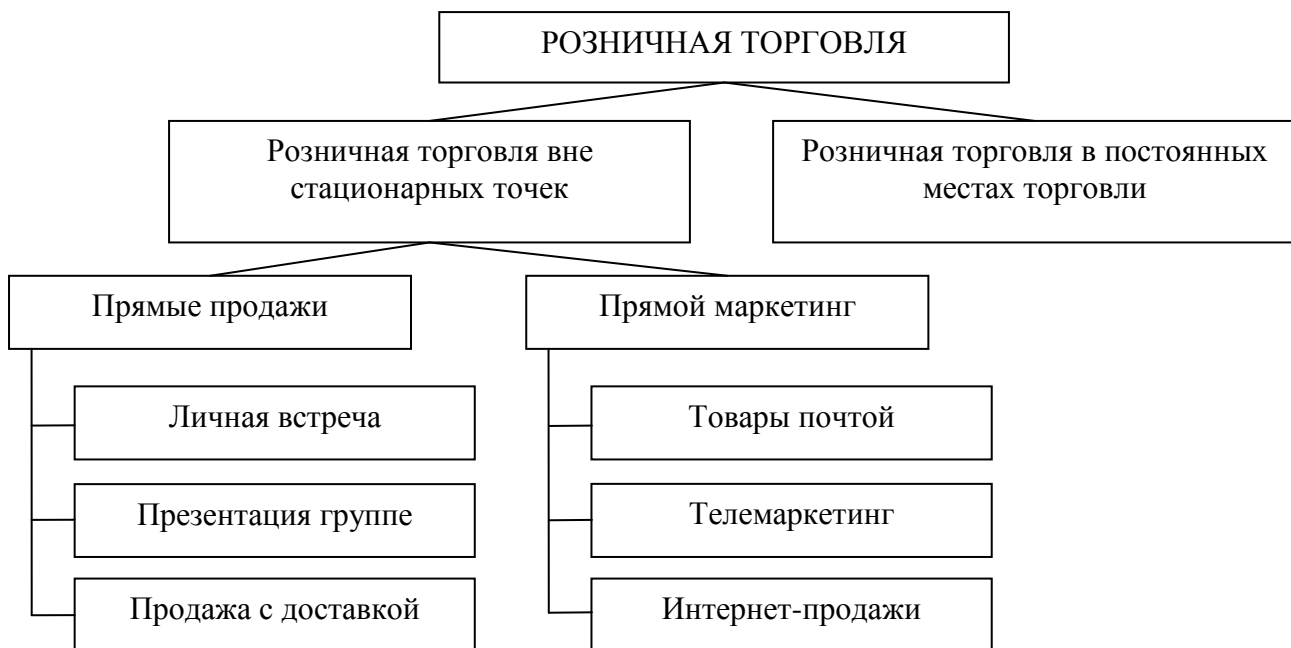 РОЗНИЧНАЯ ТОРГОВЛЯ
Розничная торговля вне
стационарных точек
Розничная торговля в постоянных
местах торговли
Прямые продажи
Прямой маркетинг
Личная встреча
Товары почтой
Презентация группе
Телемаркетинг
Продажа с доставкой
Интернет-продажи